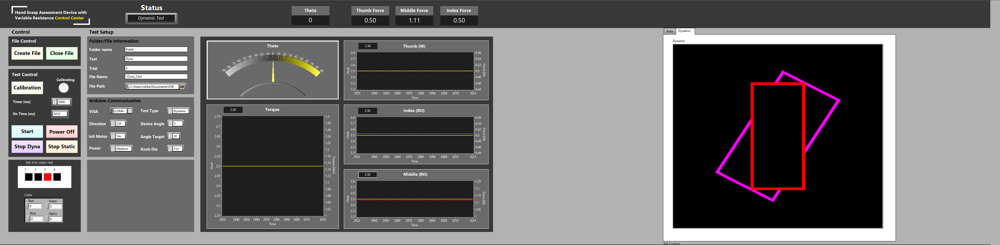 Hand Grasp Assessment Device with
Variable Resistance Control Center
Status
Dynamic Test
Theta
0
Thumb Force
0.50
Middle Force
1.11
Index Force
0.50
Control
File Control
Create File
Close File
Test Control
Calibration
Calibrating
Timer [ms]
5000
On Time [ms]
5010
Start
Power Off
Stop Dyna
Stop Static
Set 3 to color red
1 2 3 4
Color
Red
Green
0
0
Blue
Alpha
0
0
Test Setup
Folder/File Information
Folder name
Frank
Test
Dyna
Trial
2
File Name
_Dyna_2.txt
File Path
C:\Users\rsKite\Documents\FSR
Arduino Communication
VISA
COM4
Test Type
Dynamic
Direction
CW
Device Angle
0
Init Motor
Yes
Angle Target
30
Power
Medium
Knob Dia
4 in
Theta
-90 -80 -70 -60 -50 -40 -30 -20 -10 0 10 20 30 40 50 60 70 80 90
2.50
Torque
Vout
2.75
2.7
2.65
2.6
2.55
2.5
2.45
2.4
2.35
2.3
2.25
1.3
1.28
1.26
1.24
1.22
1.2
1.18
1.16
1.14
1.12
1.1
1.08
1.06
1.04
1.02
1
Torque [Nm]
2926 2940 2950 2960 2970 2980 2990 3000 3010 3026
Time
2.50
Thumb (M)
Vout
2.8
2.7
2.6
2.5
2.4
2.3
2.2
0.56
0.54
0.52
0.5
0.48
0.46
0.44
Force [N]
2925 2940 2950 2960 2970 2980 2990 3000 3010 3025
Time
2.50
Index (RO)
Vout
2.8
2.7
2.6
2.5
2.4
2.3
2.2
0.56
0.54
0.52
0.5
0.48
0.46
0.44
Force [N]
2925 2940 2950 2960 2970 2980 2990 3000 3010 3025
Time
2.50
Middle (BO)
Vout
2.8
2.7
2.6
2.5
2.4
2.3
2.2
1.25
1.2
1.15
1.1
1.05
1
Force [N]
2925 2940 2950 2960 2970 2980 2990 3000 3010 3025
Time
Static
Dynamic
Dynamic
Tab Control